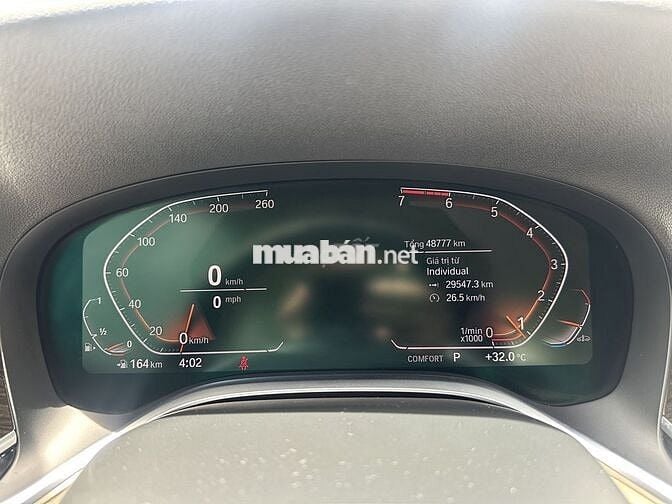 140 200 260
100
60
40
20
0 km/h
0 km/h
0 mph
1
½
0
164 km
4:02
muabán.net
7 6 5 4 3 2 1 0
Tổng 48777 km
Giá trị từ
Individual
29547.3 km
26.5 km/h
1/min
x1000
COMFORT P +32.0 °C